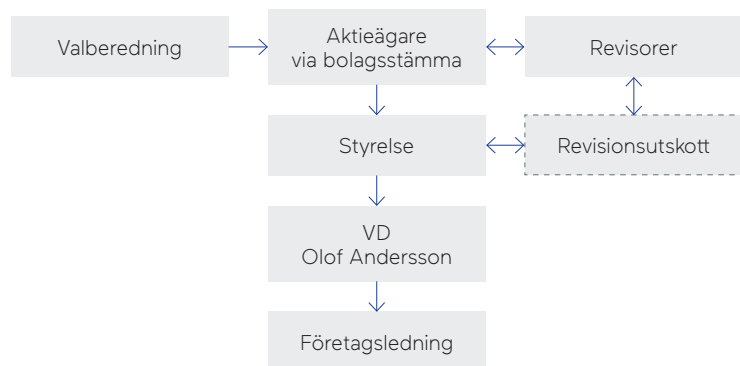 Valberedning
Aktieägare
via bolagsstämma
Revisorer
Styrelse
Revisionsutskott
VD
Olof Andersson
Företagsledning